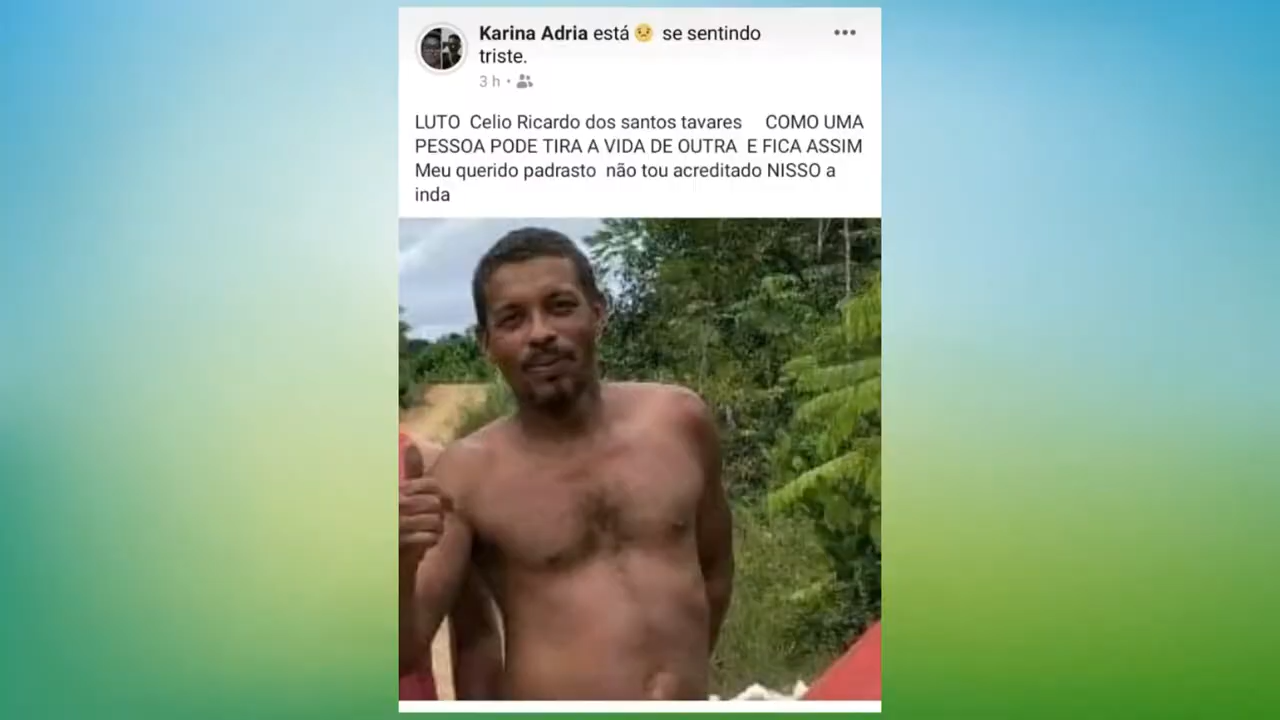 Karina Adria está 😟 se sentindo
triste.
3 h •
LUTO Celio Ricardo dos santos tavares COMO UMA
PESSOA PODE TIRA A VIDA DE OUTRA E FICA ASSIM
Meu querido padrasto não tou acreditado NISSO a
inda